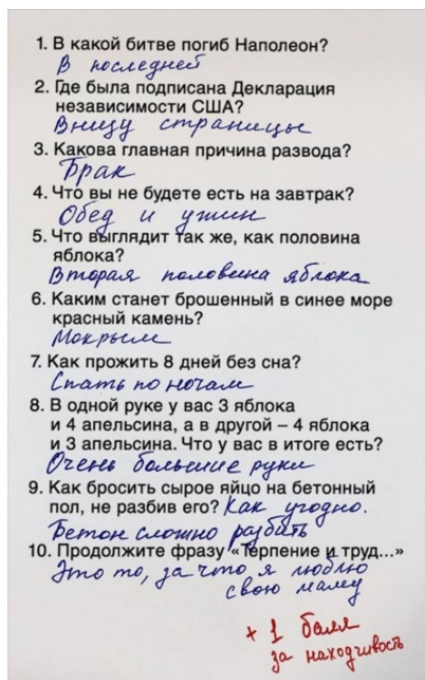 1. В какой битве погиб Наполеон?
В последней
2. Где была подписана Декларация
независимости США?
Внизу страницы
3. Какова главная причина развода?
Брак
4. Что вы не будете есть на завтрак?
Обед и ужин
5. Что выглядит так же, как половина
яблока?
Вторая половина яблока
6. Каким станет брошенный в синее море
красный камень?
Мокрым
7. Как прожить 8 дней без сна?
Спать по ночам
8. В одной руке у вас 3 яблока
и 4 апельсина, а в другой – 4 яблока
и 3 апельсина. Что у вас в итоге есть?
Очень большие руки
9. Как бросить сырое яйцо на бетонный
пол, не разбив его? Как угодно.
Бетон сложно разбить
10. Продолжите фразу «Терпение и труд...»
Это то, за что я люблю
свою маму
+ 1 балл
за находчивость